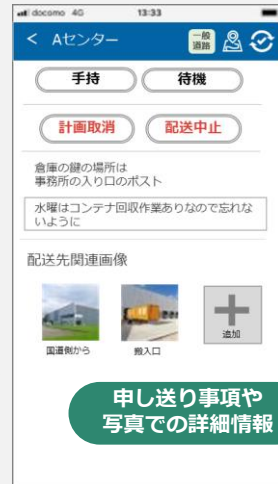 docomo 4G 13:33
< Aセンター 一般道路
手持 待機
計画取消 配送中止
倉庫の鍵の場所は
事務所の入り口のポスト
水曜はコンテナ回収作業ありなので忘れな
いように
配送先関連画像
追加
国道側から 搬入口
申し送り事項や
写真での詳細情報